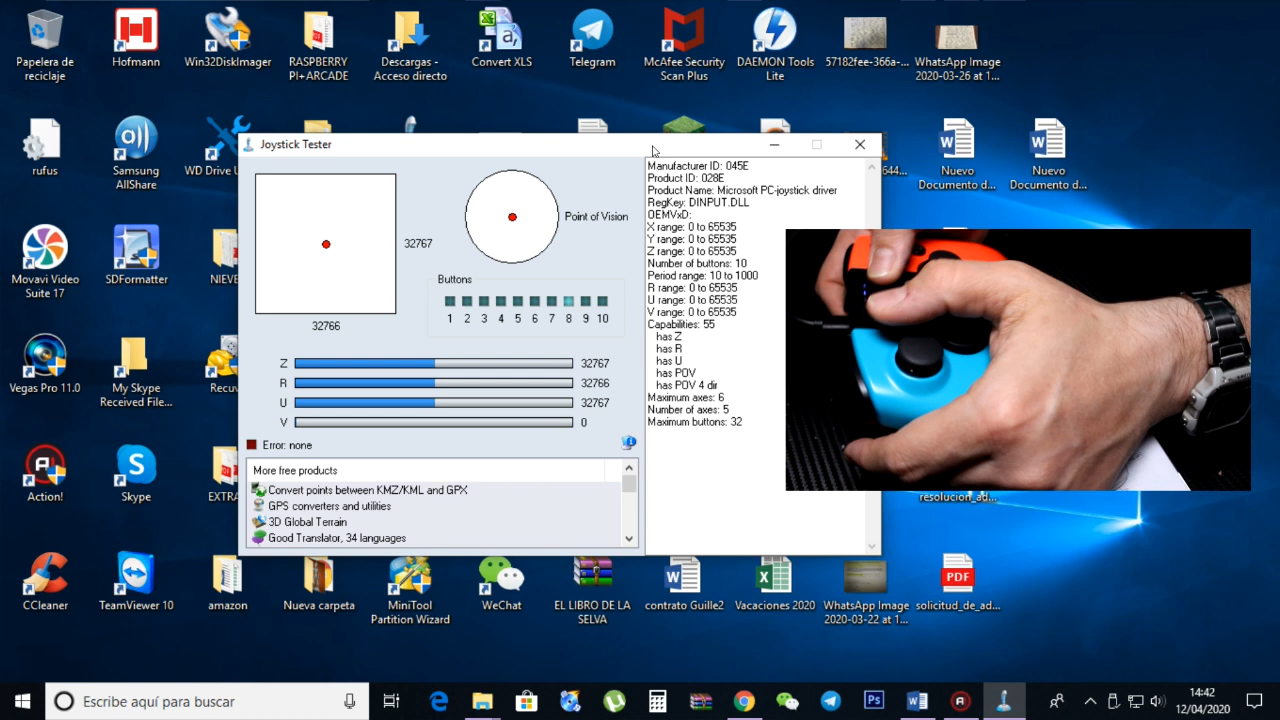 Papelera de
reciclaje
Hofmann
Win32DiskImager
RASPBERRY
PI+ARCADE
Descargas -
Acceso directo
Convert XLS
Telegram
McAfee Security
Scan Plus
DAEMON Tools
Lite
57182fee-366a-...
WhatsApp Image
2020-03-26 at 1...
rufus
Samsung
AllShare
WD Drive U
644...
Nuevo
Documento d...
Nuevo
Documento d...
Joystick Tester
32767
32766
Point of Vision
Buttons
1 2 3 4 5 6 7 8 9 10
Z 32767
R 32766
U 32767
V 0
Error: none
More free products
Convert points between KMZ/KML and GPX
GPS converters and utilities
3D Global Terrain
Good Translator, 34 languages
Manufacturer ID: 045E
Product ID: 028E
Product Name: Microsoft PC-joystick driver
RegKey: DINPUT.DLL
OEMVxD:
X range: 0 to 65535
Y range: 0 to 65535
Z range: 0 to 65535
Number of buttons: 10
Period range: 10 to 1000
R range: 0 to 65535
U range: 0 to 65535
V range: 0 to 65535
Capabilities: 55
has Z
has R
has U
has POV
has POV 4 dir
Maximum axes: 6
Number of axes: 5
Maximum buttons: 32
Movavi Video
Suite 17
SDFormatter
NIEVE
Vegas Pro 11.0
My Skype
Received File...
Recuv
Action!
Skype
EXTRA
resolucion_ad...
CCleaner
TeamViewer 10
amazon
Nueva carpeta
MiniTool
Partition Wizard
WeChat
EL LIBRO DE LA
SELVA
contrato Guille2
Vacaciones 2020
WhatsApp Image
2020-03-22 at 1...
PDF
solicitud_de_ad...
Escribe aquí para buscar
14:42
12/04/2020